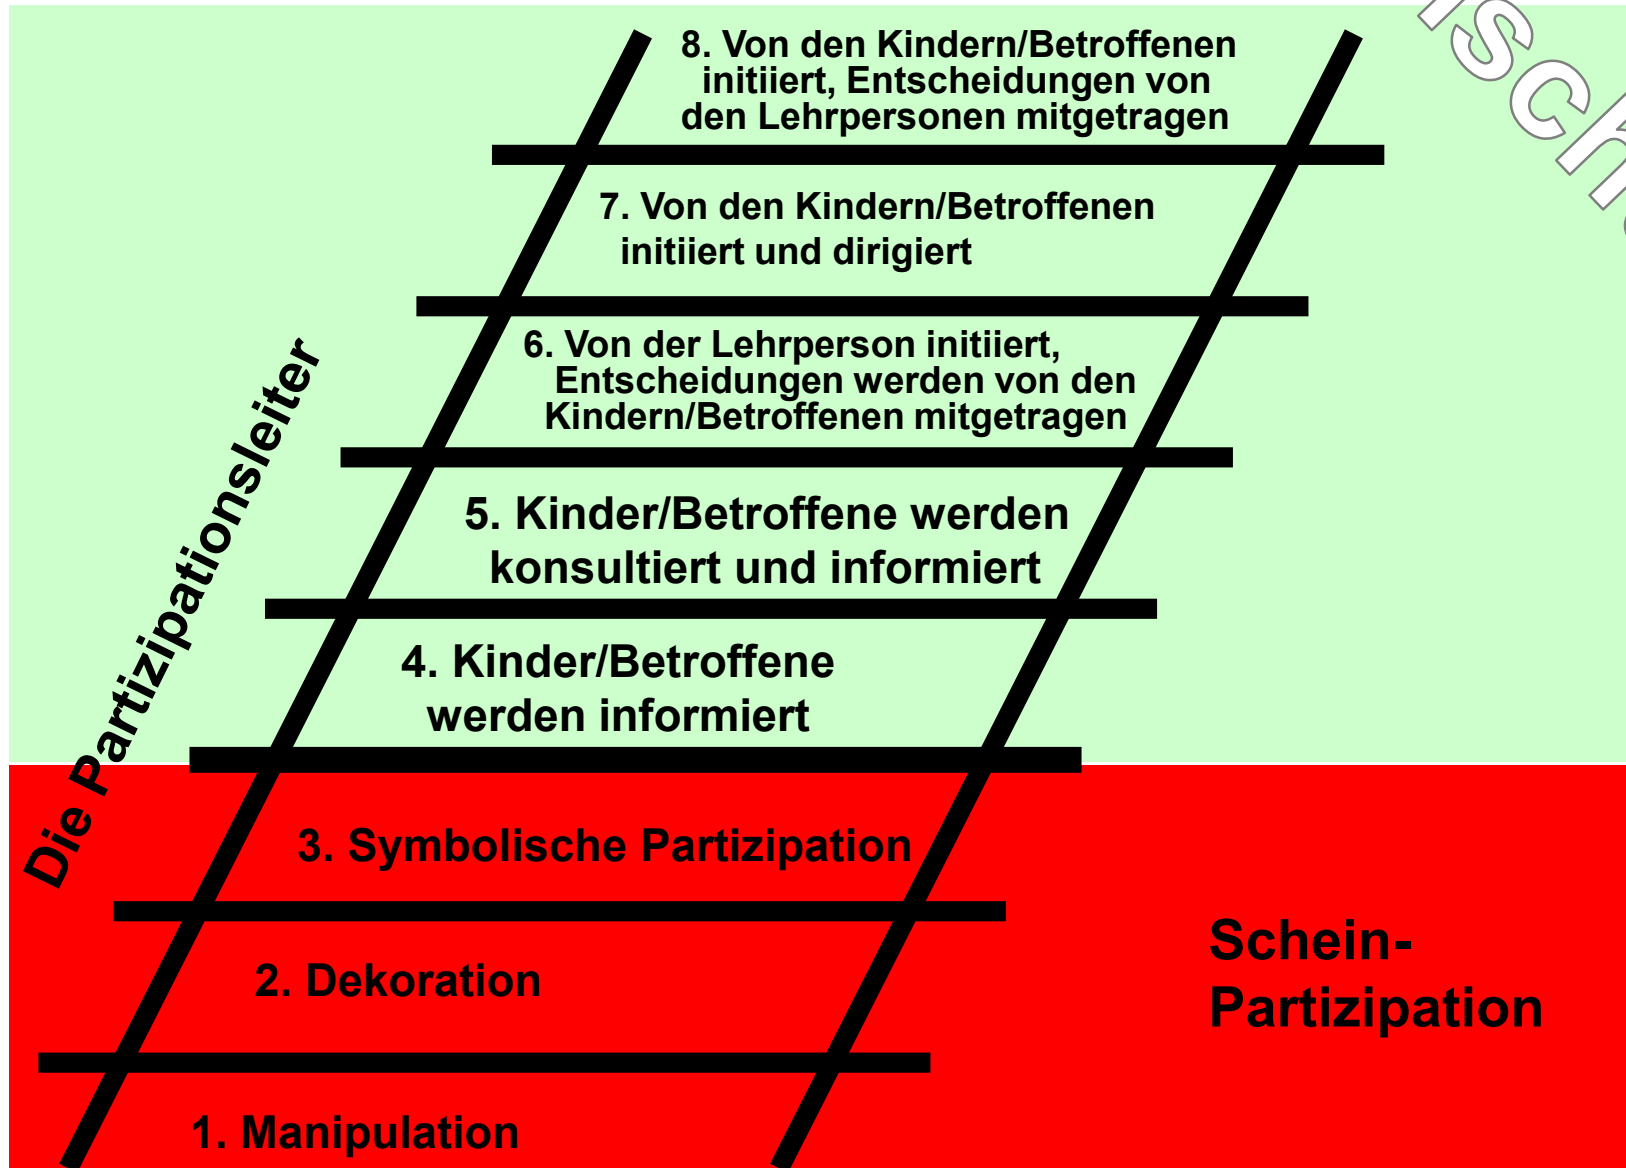 8. Von den Kindern/Betroffenen
initiiert, Entscheidungen von
den Lehrpersonen mitgetragen
7. Von den Kindern/Betroffenen
initiiert und dirigiert
6. Von der Lehrperson initiiert,
Entscheidungen werden von den
Kindern/Betroffenen mitgetragen
5. Kinder/Betroffene werden
konsultiert und informiert
4. Kinder/Betroffene
werden informiert
Die Partizipationsleiter
3. Symbolische Partizipation
2. Dekoration
1. Manipulation
Schein-
Partizipation